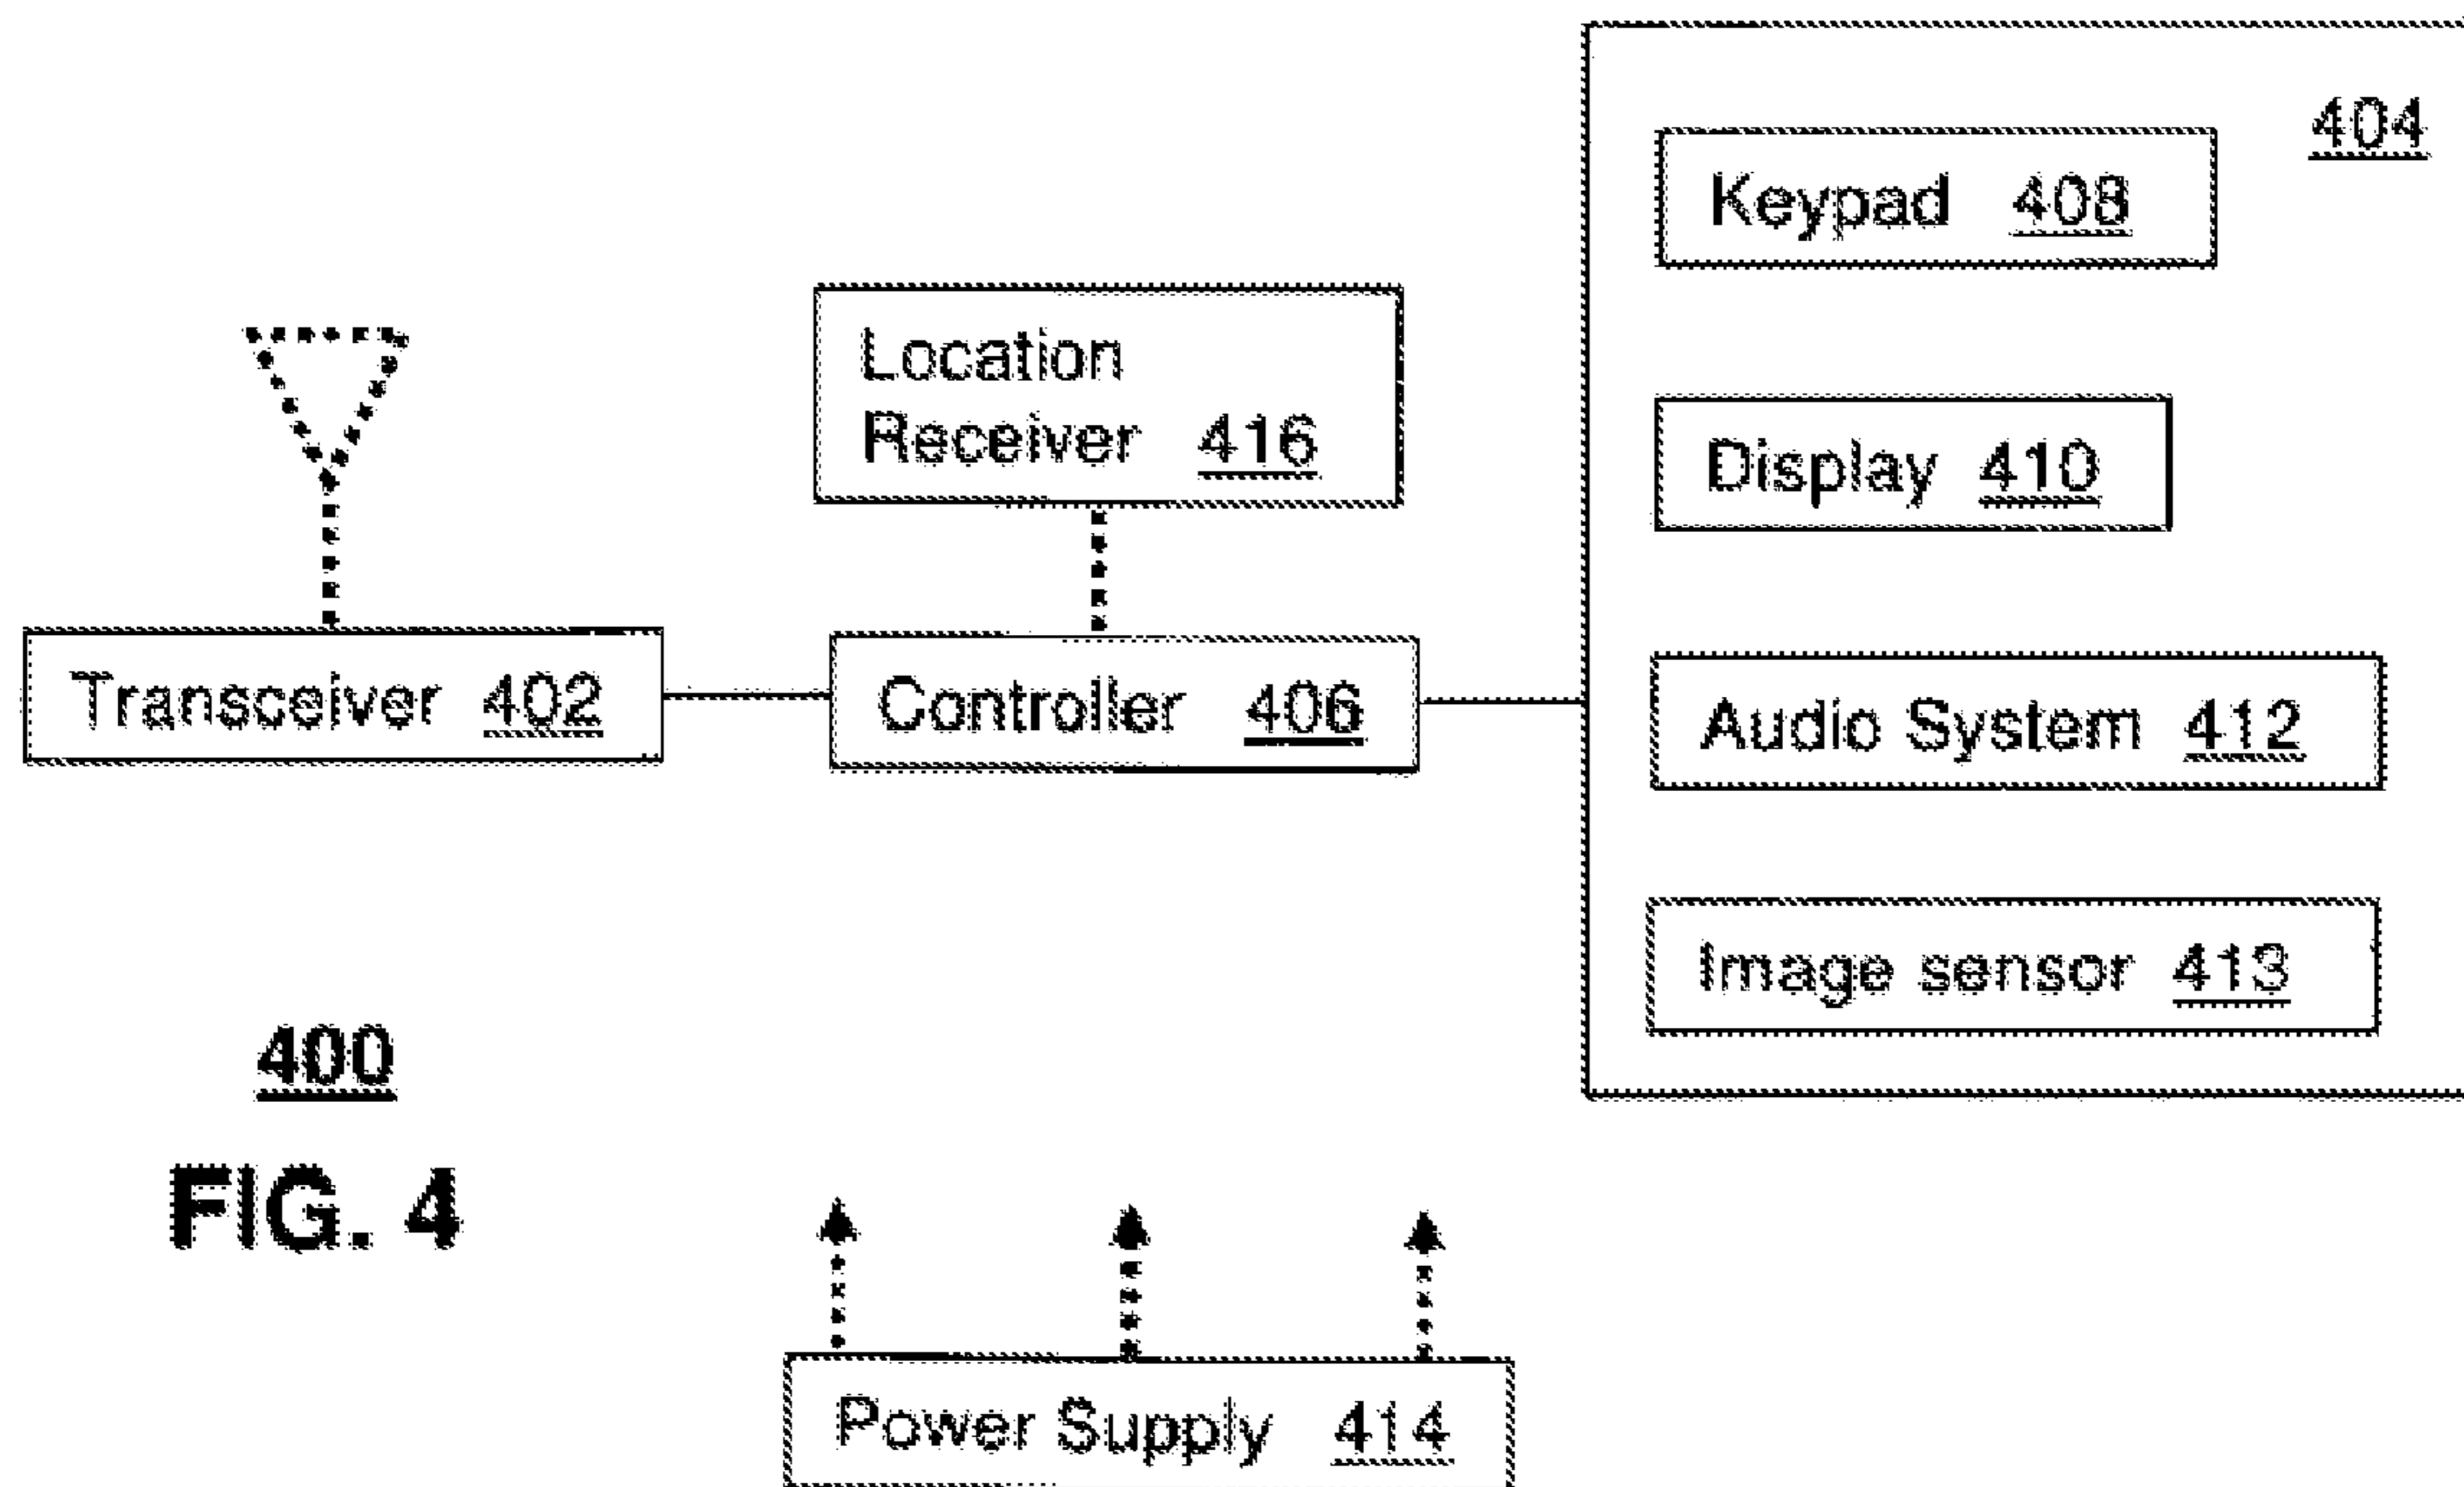 404
Keypad 408
Location
Receiver 416
Display 410
Transceiver 402
Controller 406
Audio System 412
Image sensor 413
400
FIG. 4
Power Supply 414